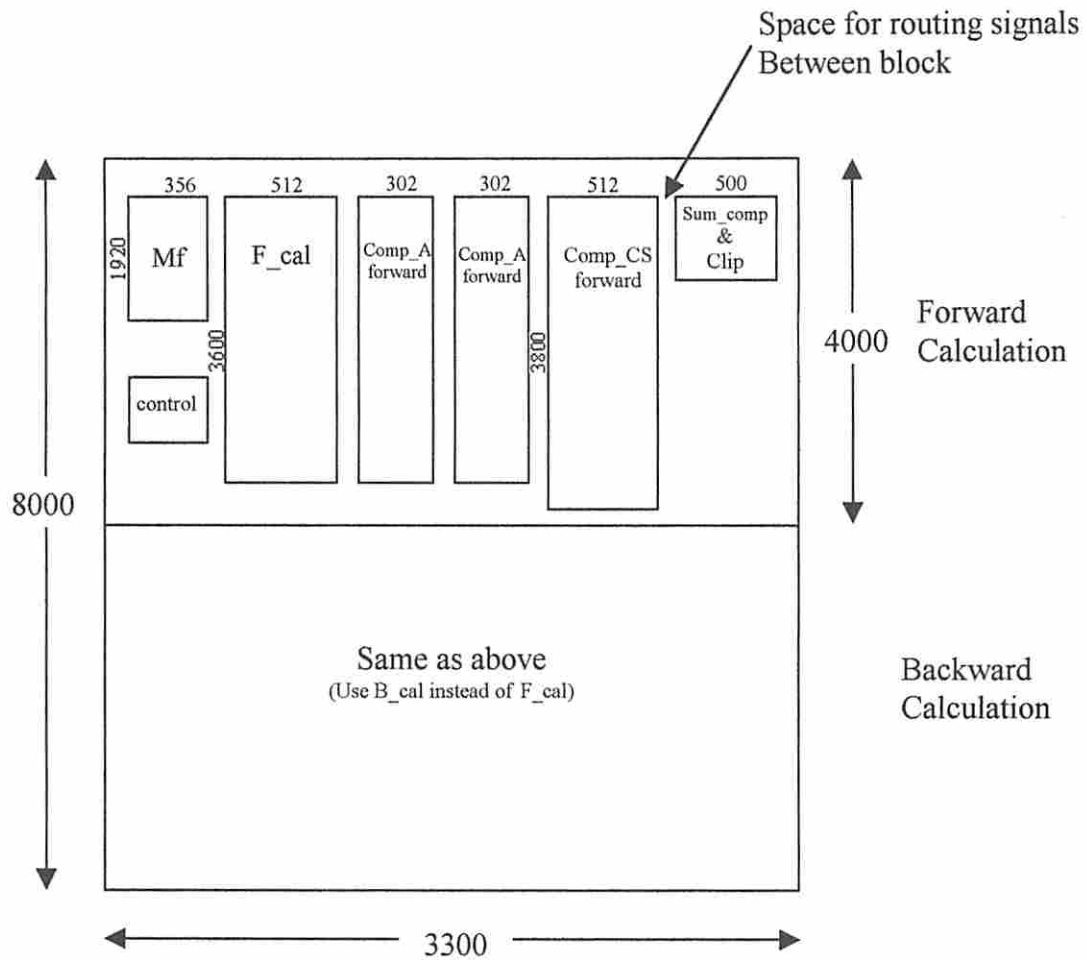 Space for routing signals
Between block
356
512
302
302
512
500
1920
Mf
F_cal
Comp_A
forward
Comp_A
forward
Comp_CS
forward
Sum_comp
&
Clip
3600
3800
control
4000
Forward
Calculation
8000
Same as above
(Use B_cal instead of F_cal)
Backward
Calculation
3300